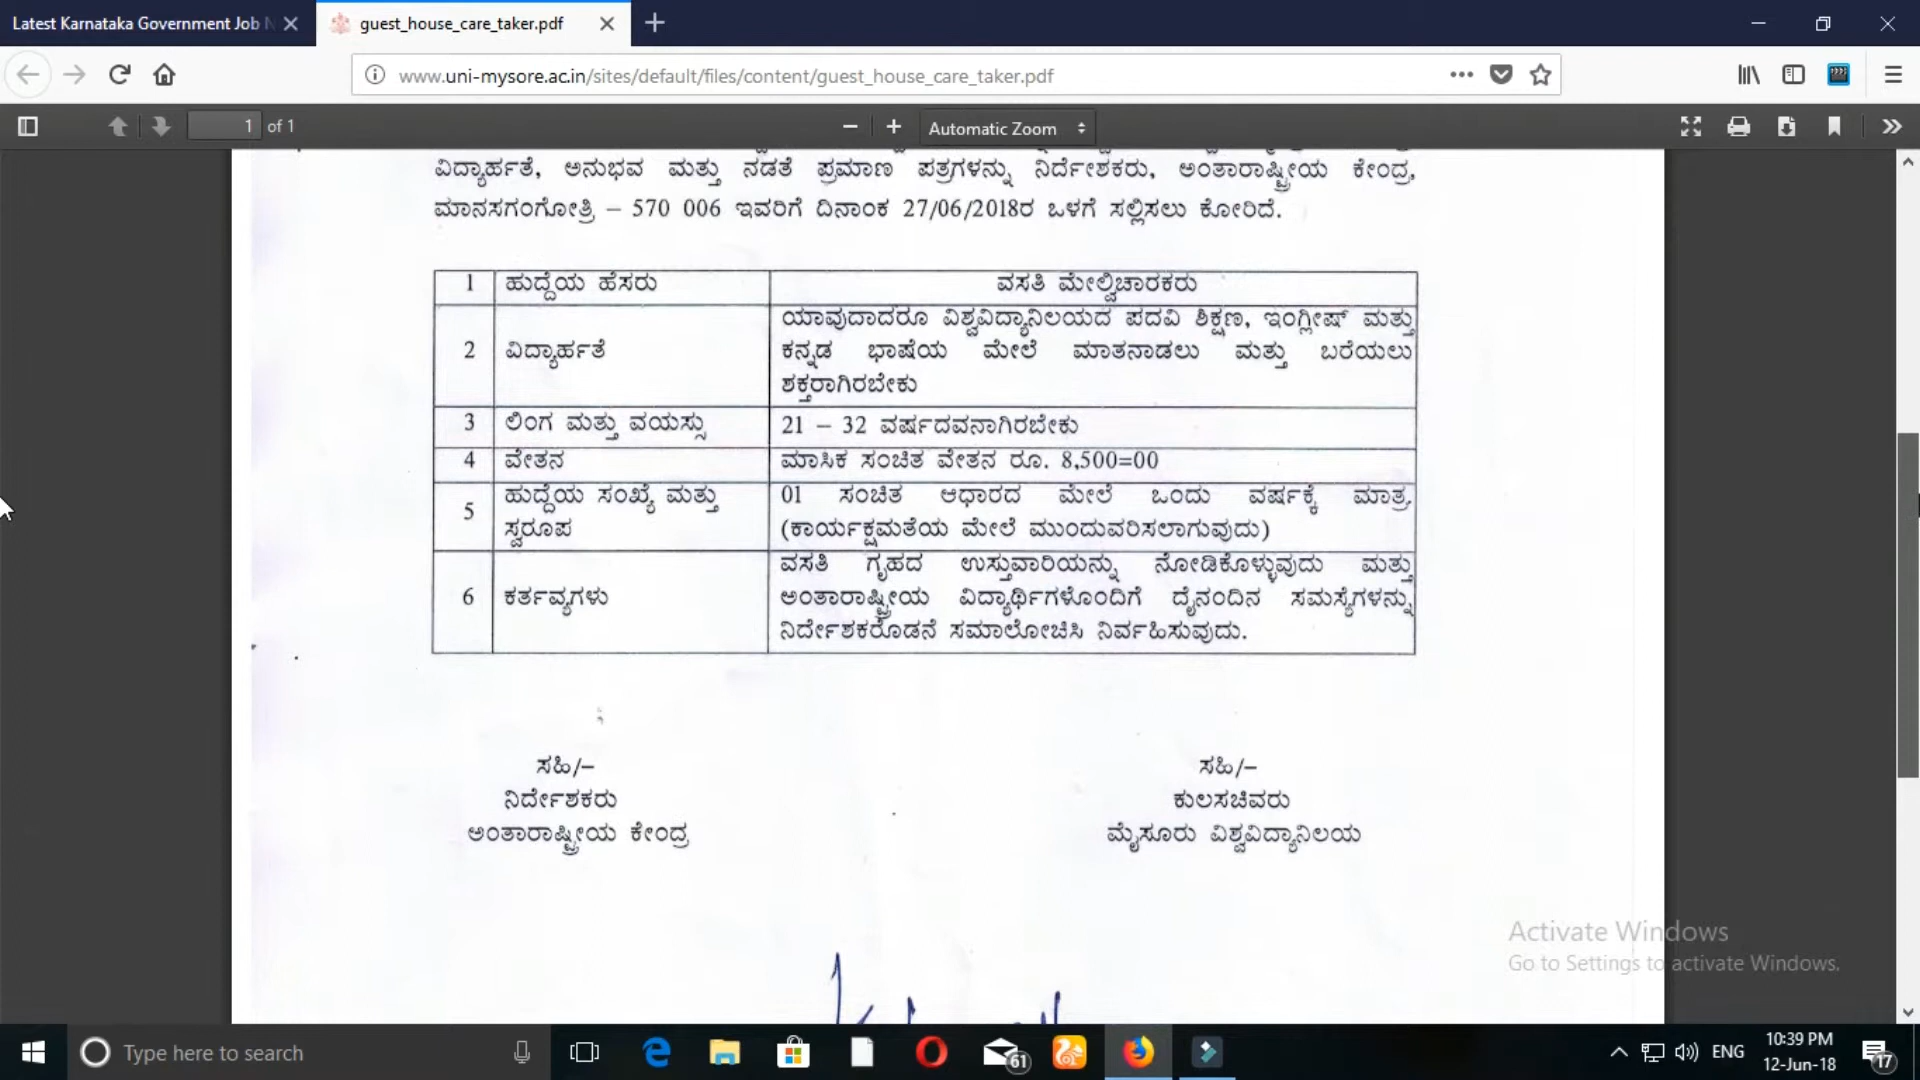 Latest Karnataka Government Job N
guest_house_care_taker.pdf
www.uni-mysore.ac.in/sites/default/files/content/guest_house_care_taker.pdf
1 of 1
Automatic Zoom
ವಿದ್ಯಾರ್ಹತೆ, ಅನುಭವ ಮತ್ತು ನಡತೆ ಪ್ರಮಾಣ ಪತ್ರಗಳನ್ನು ನಿರ್ದೇಶಕರು, ಅಂತಾರಾಷ್ಟ್ರೀಯ ಕೇಂದ್ರ,
ಮಾನಸಗಂಗೋತ್ರಿ – 570 006 ಇವರಿಗೆ ದಿನಾಂಕ 27/06/2018ರ ಒಳಗೆ ಸಲ್ಲಿಸಲು ಕೋರಿದೆ.
1 ಹುದ್ದೆಯ ಹೆಸರು ವಸತಿ ಮೇಲ್ವಿಚಾರಕರು
2 ವಿದ್ಯಾರ್ಹತೆ
ಯಾವುದಾದರೂ ವಿಶ್ವವಿದ್ಯಾನಿಲಯದ ಪದವಿ ಶಿಕ್ಷಣ, ಇಂಗ್ಲೀಷ್ ಮತ್ತು
ಕನ್ನಡ ಭಾಷೆಯ ಮೇಲೆ ಮಾತನಾಡಲು ಮತ್ತು ಬರೆಯಲು
ಶಕ್ತರಾಗಿರಬೇಕು
3 ಲಿಂಗ ಮತ್ತು ವಯಸ್ಸು 21 – 32 ವರ್ಷದವನಾಗಿರಬೇಕು
4 ವೇತನ ಮಾಸಿಕ ಸಂಚಿತ ವೇತನ ರೂ. 8,500=00
5 ಹುದ್ದೆಯ ಸಂಖ್ಯೆ ಮತ್ತು
ಸ್ವರೂಪ
01 ಸಂಚಿತ ಆಧಾರದ ಮೇಲೆ ಒಂದು ವರ್ಷಕ್ಕೆ ಮಾತ್ರ.
(ಕಾರ್ಯಕ್ಷಮತೆಯ ಮೇಲೆ ಮುಂದುವರಿಸಲಾಗುವುದು)
6 ಕರ್ತವ್ಯಗಳು
ವಸತಿ ಗೃಹದ ಉಸ್ತುವಾರಿಯನ್ನು ನೋಡಿಕೊಳ್ಳುವುದು ಮತ್ತು
ಅಂತಾರಾಷ್ಟ್ರೀಯ ವಿದ್ಯಾರ್ಥಿಗಳೊಂದಿಗೆ ದೈನಂದಿನ ಸಮಸ್ಯೆಗಳನ್ನು
ನಿರ್ದೇಶಕರೊಡನೆ ಸಮಾಲೋಚಿಸಿ ನಿರ್ವಹಿಸುವುದು.
ಸಹಿ/– ಸಹಿ/–
ನಿರ್ದೇಶಕರು ಕುಲಸಚಿವರು
ಅಂತಾರಾಷ್ಟ್ರೀಯ ಕೇಂದ್ರ ಮೈಸೂರು ವಿಶ್ವವಿದ್ಯಾನಿಲಯ
Activate Windows
Go to Settings to activate Windows.
Type here to search
61
ENG
10:39 PM
12-Jun-18
17